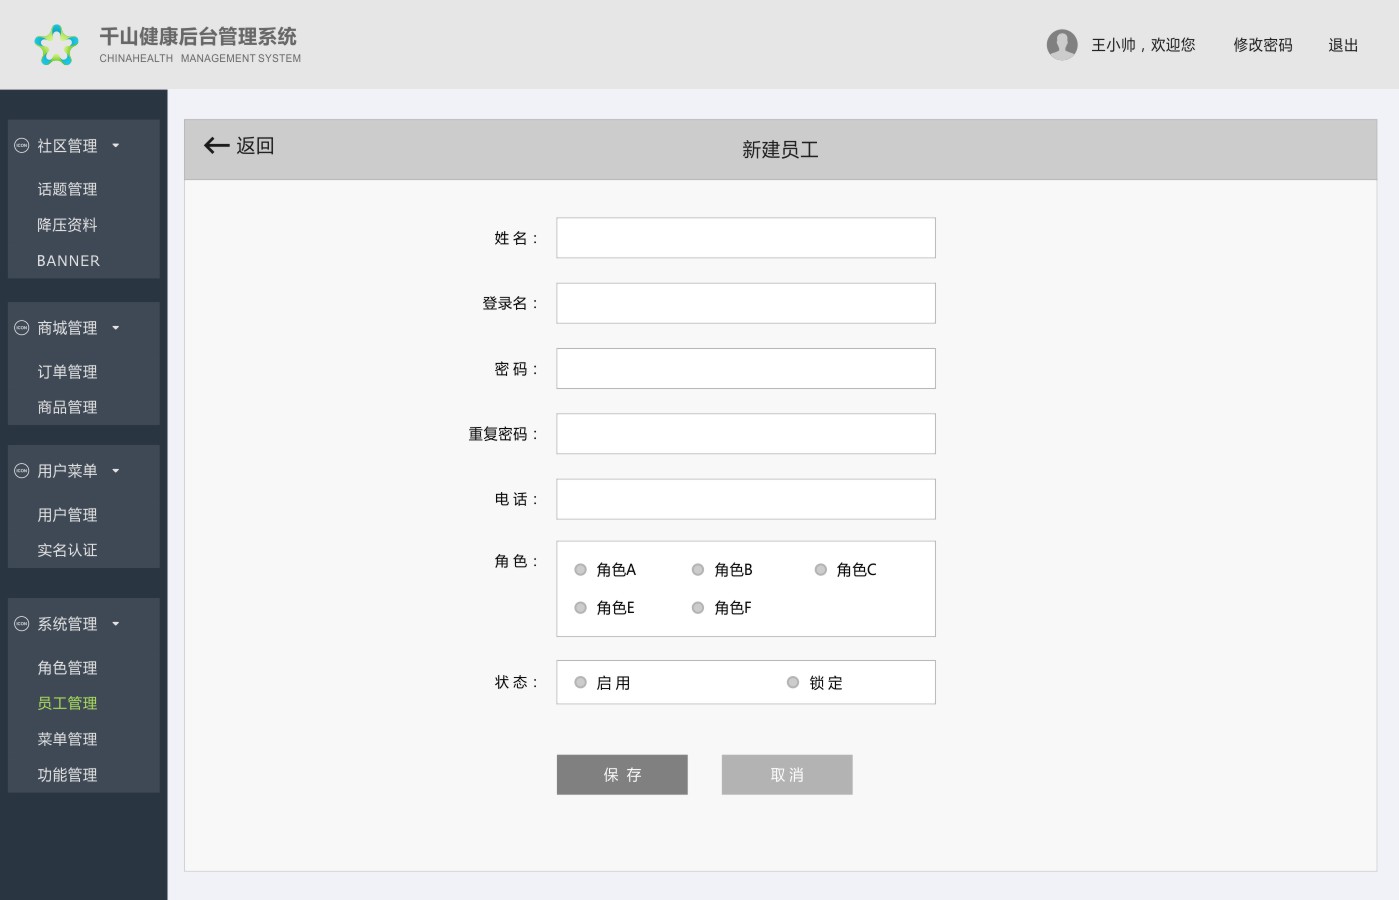 千山健康后台管理系统
CHINAHEALTH MANAGEMENT SYSTEM
王小帅，欢迎您 修改密码 退出
社区管理
话题管理
降压资料
BANNER
商城管理
订单管理
商品管理
用户菜单
用户管理
实名认证
系统管理
角色管理
员工管理
菜单管理
功能管理
返回 新建员工
姓 名：
登录名：
密 码：
重复密码：
电 话：
角 色： 角色A 角色B 角色C
角色E 角色F
状 态： 启 用 锁 定
保 存 取 消